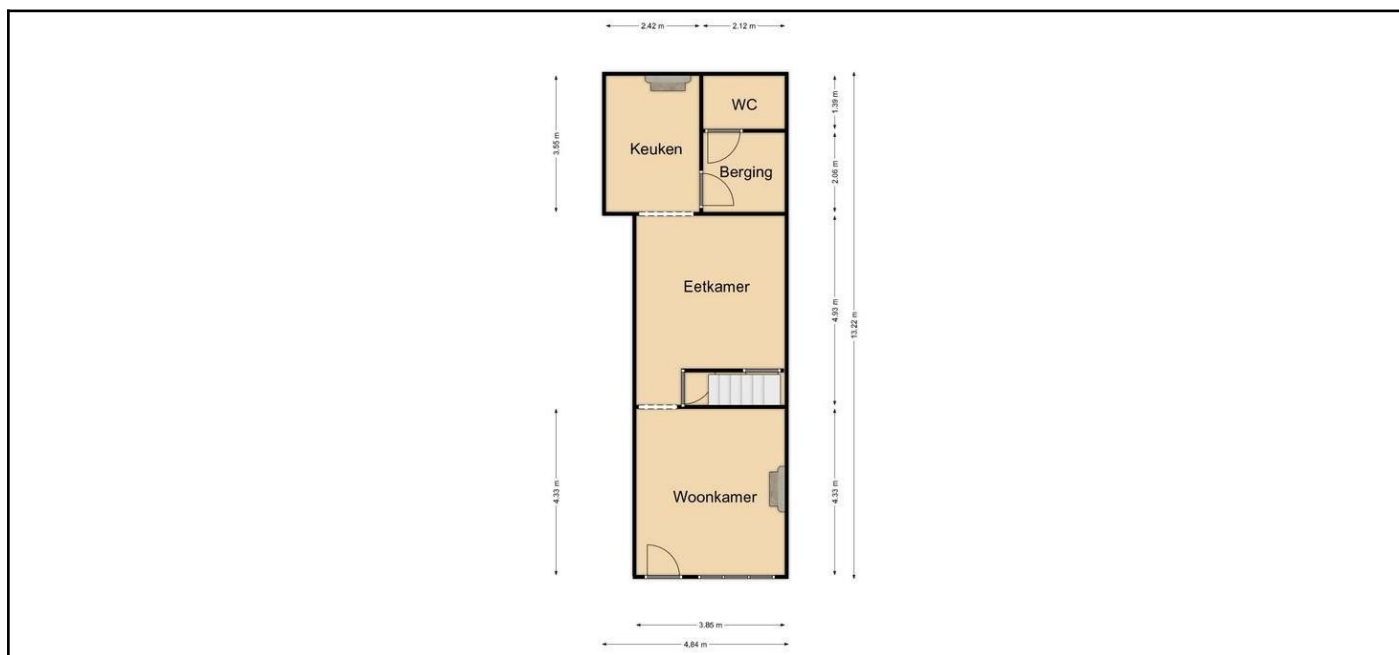 2.42 m
2.12 m
WC
1.39 m
Keuken
3.55 m
Berging
2.06 m
Eetkamer
4.93 m
13.22 m
Woonkamer
4.33 m
4.33 m
3.85 m
4.84 m